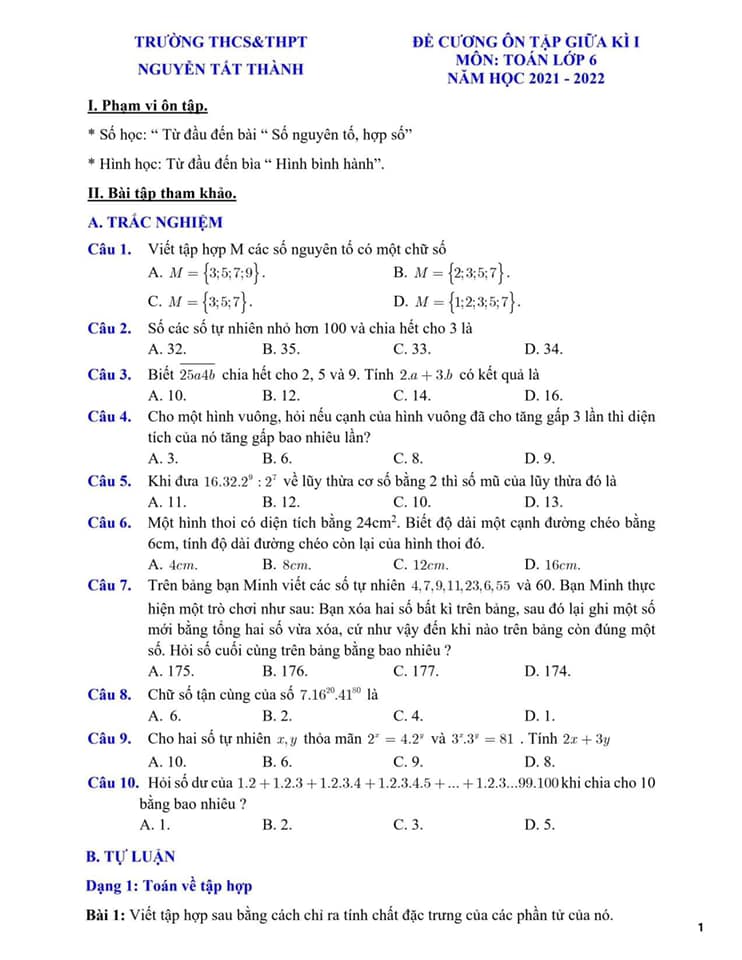 TRƯỜNG THCS&THPT
NGUYỄN TẤT THÀNH
ĐỀ CƯƠNG ÔN TẬP GIỮA KÌ I
MÔN: TOÁN LỚP 6
NĂM HỌC 2021 - 2022
I. Phạm vi ôn tập.
* Số học: “ Từ đầu đến bài “ Số nguyên tố, hợp số”
* Hình học: Từ đầu đến bìa “ Hình bình hành”.
II. Bài tập tham khảo.
A. TRẮC NGHIỆM
Câu 1. Viết tập hợp M các số nguyên tố có một chữ số
A. M = {3;5;7;9}. B. M = {2;3;5;7}.
C. M = {3;5;7}. D. M = {1;2;3;5;7}.
Câu 2. Số các số tự nhiên nhỏ hơn 100 và chia hết cho 3 là
A. 32. B. 35. C. 33. D. 34.
Câu 3. Biết \overline{25a4b} chia hết cho 2, 5 và 9. Tính 2.a + 3.b có kết quả là
A. 10. B. 12. C. 14. D. 16.
Câu 4. Cho một hình vuông, hỏi nếu cạnh của hình vuông đã cho tăng gấp 3 lần thì diện
tích của nó tăng gấp bao nhiêu lần?
A. 3. B. 6. C. 8. D. 9.
Câu 5. Khi đưa 16.32.2⁹ : 2⁷ về lũy thừa cơ số bằng 2 thì số mũ của lũy thừa đó là
A. 11. B. 12. C. 10. D. 13.
Câu 6. Một hình thoi có diện tích bằng 24cm². Biết độ dài một cạnh đường chéo bằng
6cm, tính độ dài đường chéo còn lại của hình thoi đó.
A. 4cm. B. 8cm. C. 12cm. D. 16cm.
Câu 7. Trên bảng bạn Minh viết các số tự nhiên 4,7,9,11,23,6,55 và 60. Bạn Minh thực
hiện một trò chơi như sau: Bạn xóa hai số bất kì trên bảng, sau đó lại ghi một số
mới bằng tổng hai số vừa xóa, cứ như vậy đến khi nào trên bảng còn đúng một
số. Hỏi số cuối cùng trên bảng bằng bao nhiêu ?
A. 175. B. 176. C. 177. D. 174.
Câu 8. Chữ số tận cùng của số 7.16²⁰.41⁸⁰ là
A. 6. B. 2. C. 4. D. 1.
Câu 9. Cho hai số tự nhiên x,y thỏa mãn 2ˣ = 4.2ʸ và 3ˣ.3ʸ = 81 . Tính 2x + 3y
A. 10. B. 6. C. 9. D. 8.
Câu 10. Hỏi số dư của 1.2 + 1.2.3 + 1.2.3.4 + 1.2.3.4.5 + ... + 1.2.3...99.100 khi chia cho 10
bằng bao nhiêu ?
A. 1. B. 2. C. 3. D. 5.
B. TỰ LUẬN
Dạng 1: Toán về tập hợp
Bài 1: Viết tập hợp sau bằng cách chỉ ra tính chất đặc trưng của các phần tử của nó.
1